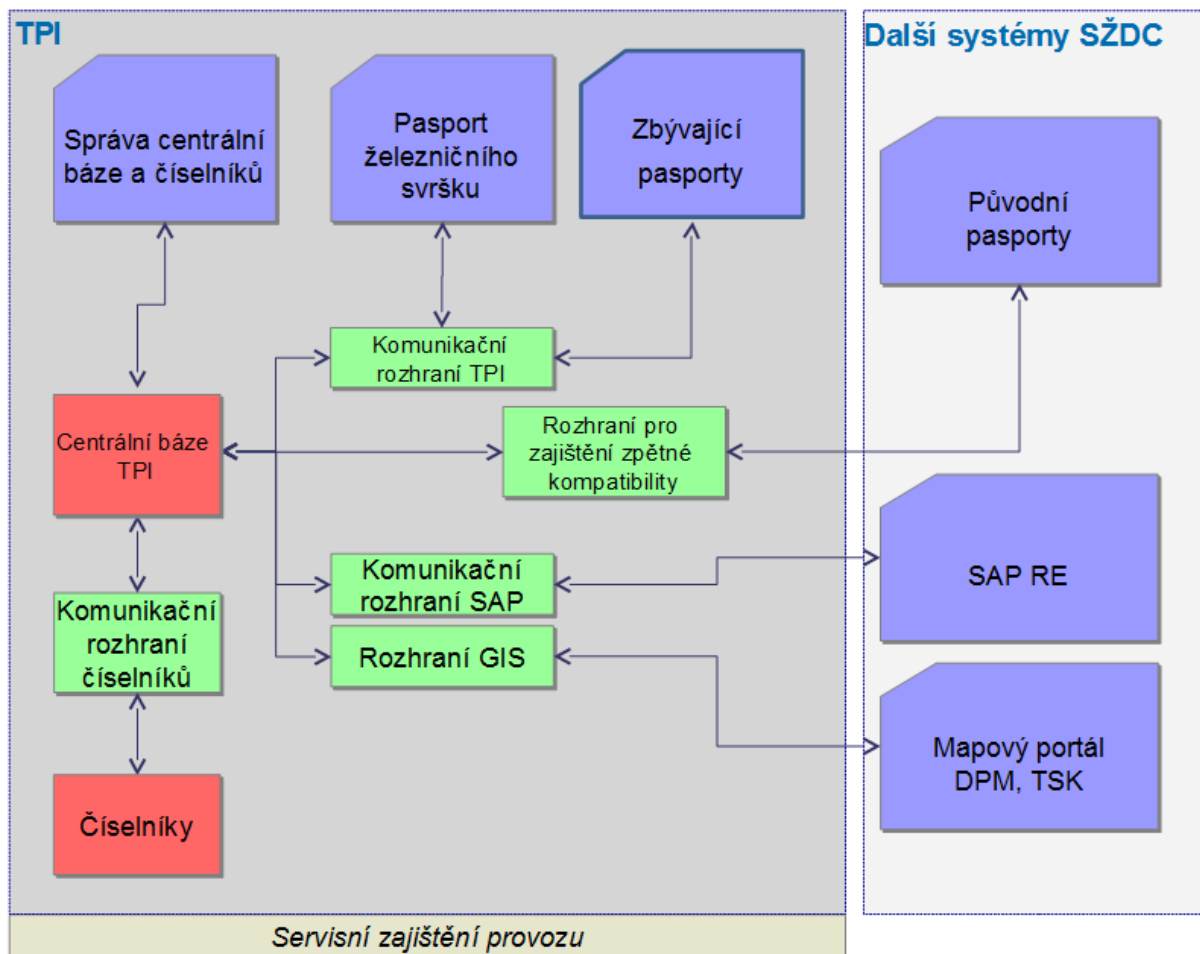 TPI
Další systémy SŽDC
Správa centrální
báze a číselníků
Pasport
železničního
svršku
Zbývající
pasporty
Původní
pasporty
Komunikační
rozhraní TPI
Centrální báze
TPI
Rozhraní pro
zajištění zpětné
kompatibility
Komunikační
rozhraní SAP
SAP RE
Komunikační
rozhraní
číselníků
Rozhraní GIS
Mapový portál
DPM, TSK
Číselníky
Servisní zajištění provozu